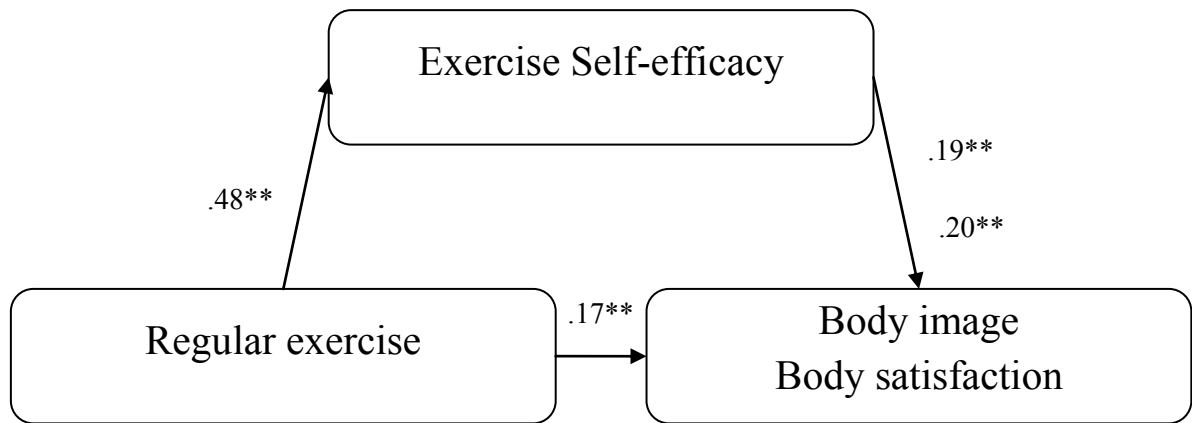 Exercise Self-efficacy
.48**
.19**
.20**
Regular exercise
.17**
Body image
Body satisfaction